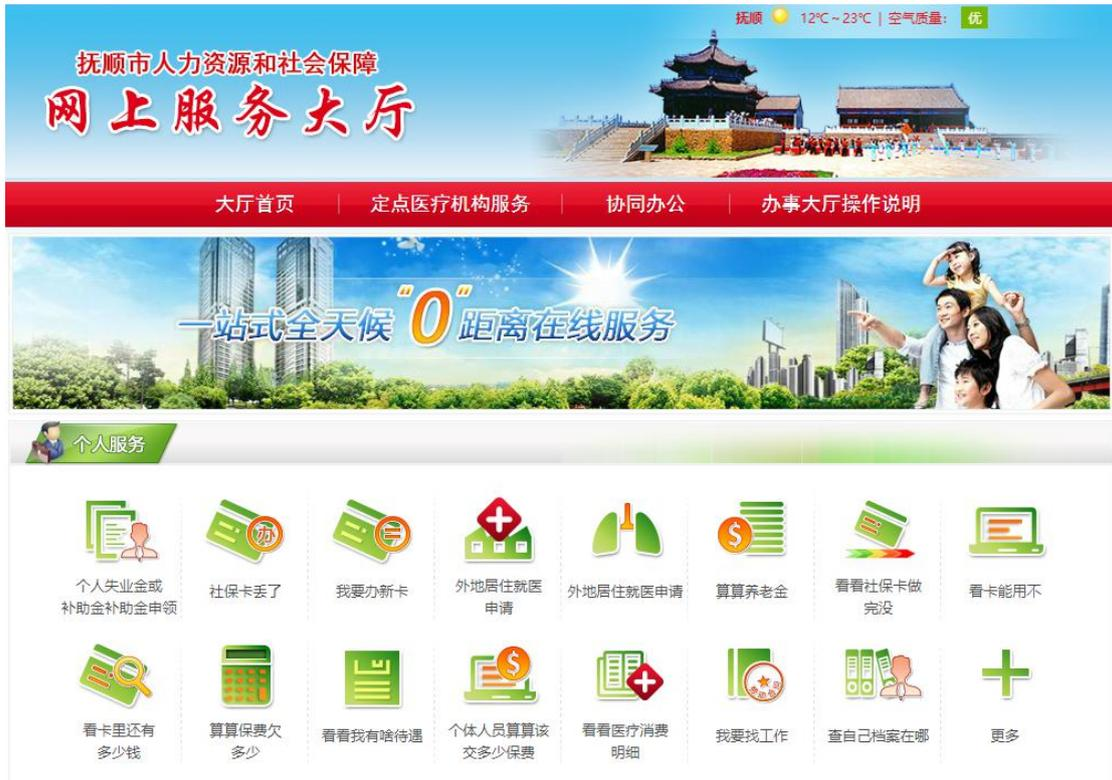 抚顺 12℃~23℃ | 空气质量: 优
抚顺市人力资源和社会保障
网上服务大厅
大厅首页 | 定点医疗机构服务 | 协同办公 | 办事大厅操作说明
一站式全天候“0”距离在线服务
个人服务
办
个人失业金或
补助金补助金申领
社保卡丢了
我要办新卡
外地居住就医
申请
外地居住就医申请
算算养老金
看看社保卡做
完没
看卡能用不
看卡里还有
多少钱
算算保费欠
多少
看看我有啥待遇
个体人员算算该
交多少保费
看看医疗消费
明细
我要找工作
查自己档案在哪
更多